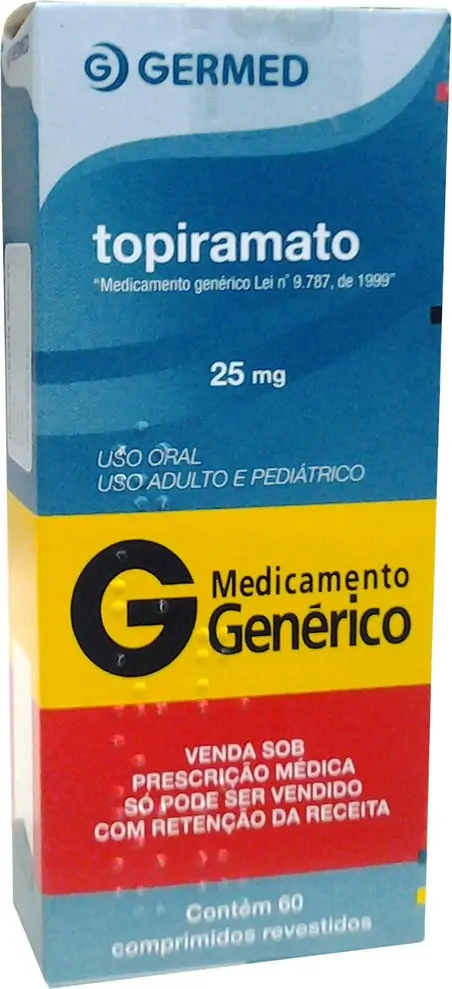 GERMED
topiramato
"Medicamento genérico Lei nº 9.787, de 1999"
25 mg
USO ORAL
USO ADULTO E PEDIÁTRICO
G Medicamento
Genérico
VENDA SOB
PRESCRIÇÃO MÉDICA
SÓ PODE SER VENDIDO
COM RETENÇÃO DA RECEITA
Contém 60
comprimidos revestidos